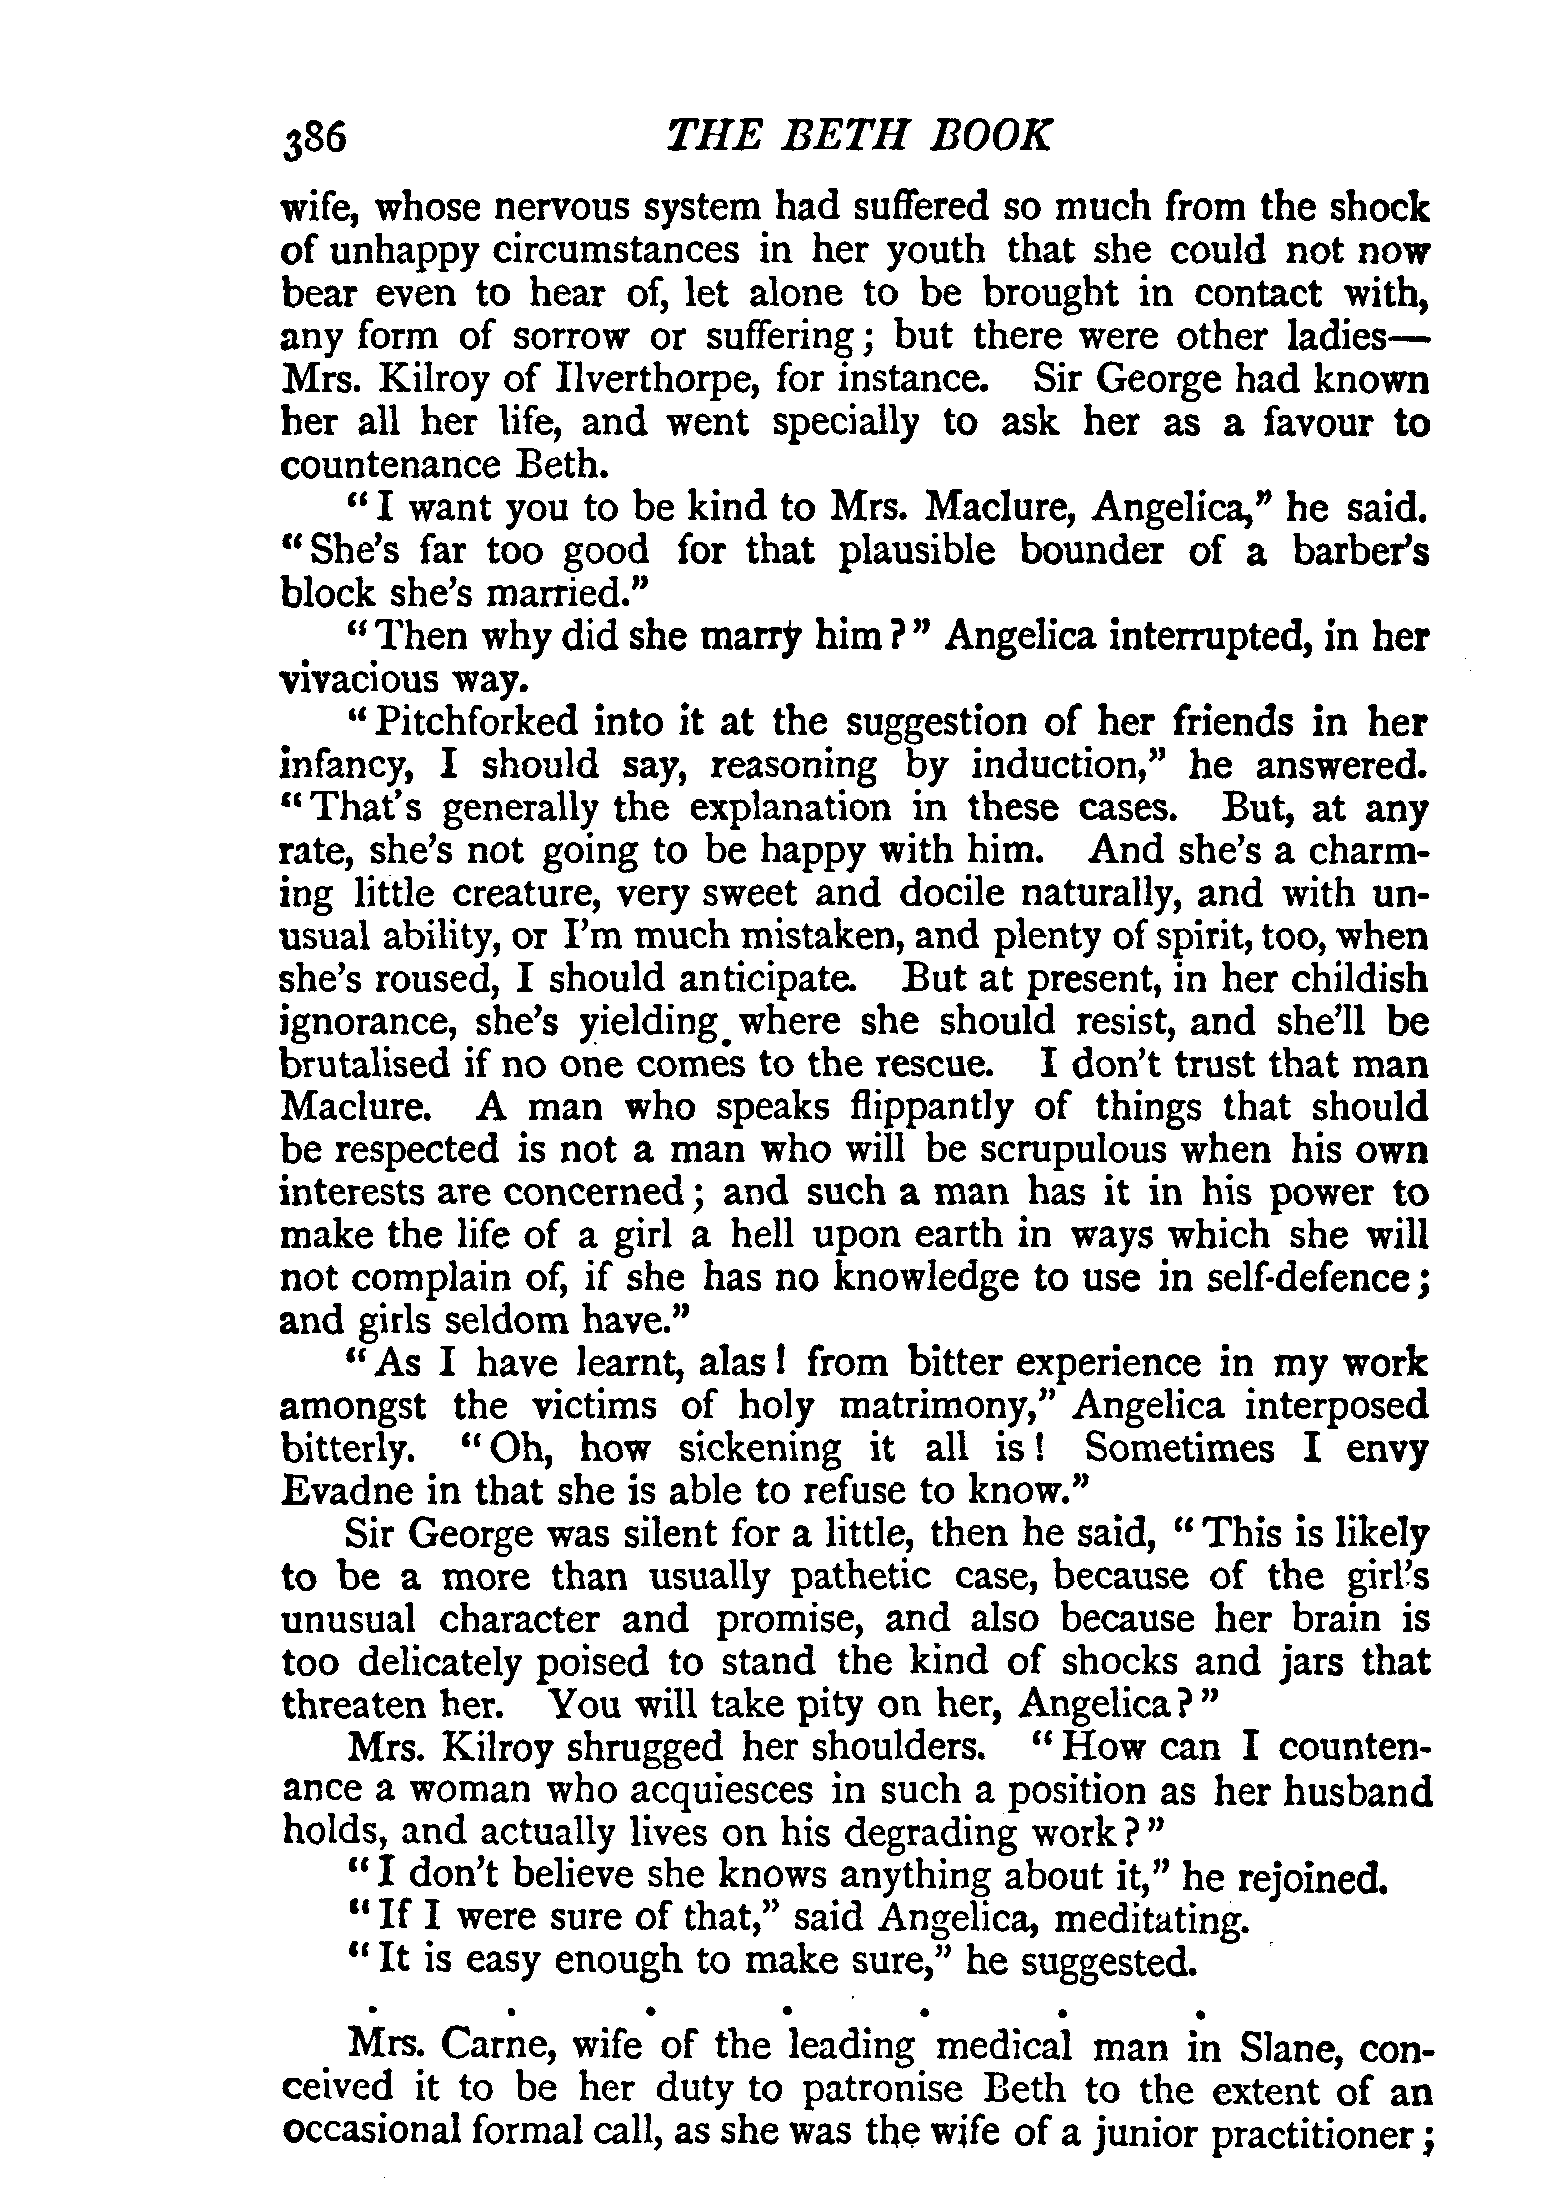 386 THE BETH BOOK
wife, whose nervous system had suffered so much from the shock
of unhappy circumstances in her youth that she could not now
bear even to hear of, let alone to be brought in contact with,
any form of sorrow or suffering; but there were other ladies—
Mrs. Kilroy of Ilverthorpe, for instance. Sir George had known
her all her life, and went specially to ask her as a favour to
countenance Beth.
"I want you to be kind to Mrs. Maclure, Angelica," he said.
"She's far too good for that plausible bounder of a barber's
block she's married."
"Then why did she marry him?" Angelica interrupted, in her
vivacious way.
"Pitchforked into it at the suggestion of her friends in her
infancy, I should say, reasoning by induction," he answered.
"That's generally the explanation in these cases. But, at any
rate, she's not going to be happy with him. And she's a charm-
ing little creature, very sweet and docile naturally, and with un-
usual ability, or I'm much mistaken, and plenty of spirit, too, when
she's roused, I should anticipate. But at present, in her childish
ignorance, she's yielding where she should resist, and she'll be
brutalised if no one comes to the rescue. I don't trust that man
Maclure. A man who speaks flippantly of things that should
be respected is not a man who will be scrupulous when his own
interests are concerned; and such a man has it in his power to
make the life of a girl a hell upon earth in ways which she will
not complain of, if she has no knowledge to use in self-defence;
and girls seldom have."
"As I have learnt, alas! from bitter experience in my work
amongst the victims of holy matrimony," Angelica interposed
bitterly. "Oh, how sickening it all is! Sometimes I envy
Evadne in that she is able to refuse to know."
Sir George was silent for a little, then he said, "This is likely
to be a more than usually pathetic case, because of the girl's
unusual character and promise, and also because her brain is
too delicately poised to stand the kind of shocks and jars that
threaten her. You will take pity on her, Angelica?"
Mrs. Kilroy shrugged her shoulders. "How can I counten-
ance a woman who acquiesces in such a position as her husband
holds, and actually lives on his degrading work?"
"I don't believe she knows anything about it," he rejoined.
"If I were sure of that," said Angelica, meditating.
"It is easy enough to make sure," he suggested.
. . . . . . .
Mrs. Carne, wife of the leading medical man in Slane, con-
ceived it to be her duty to patronise Beth to the extent of an
occasional formal call, as she was the wife of a junior practitioner;